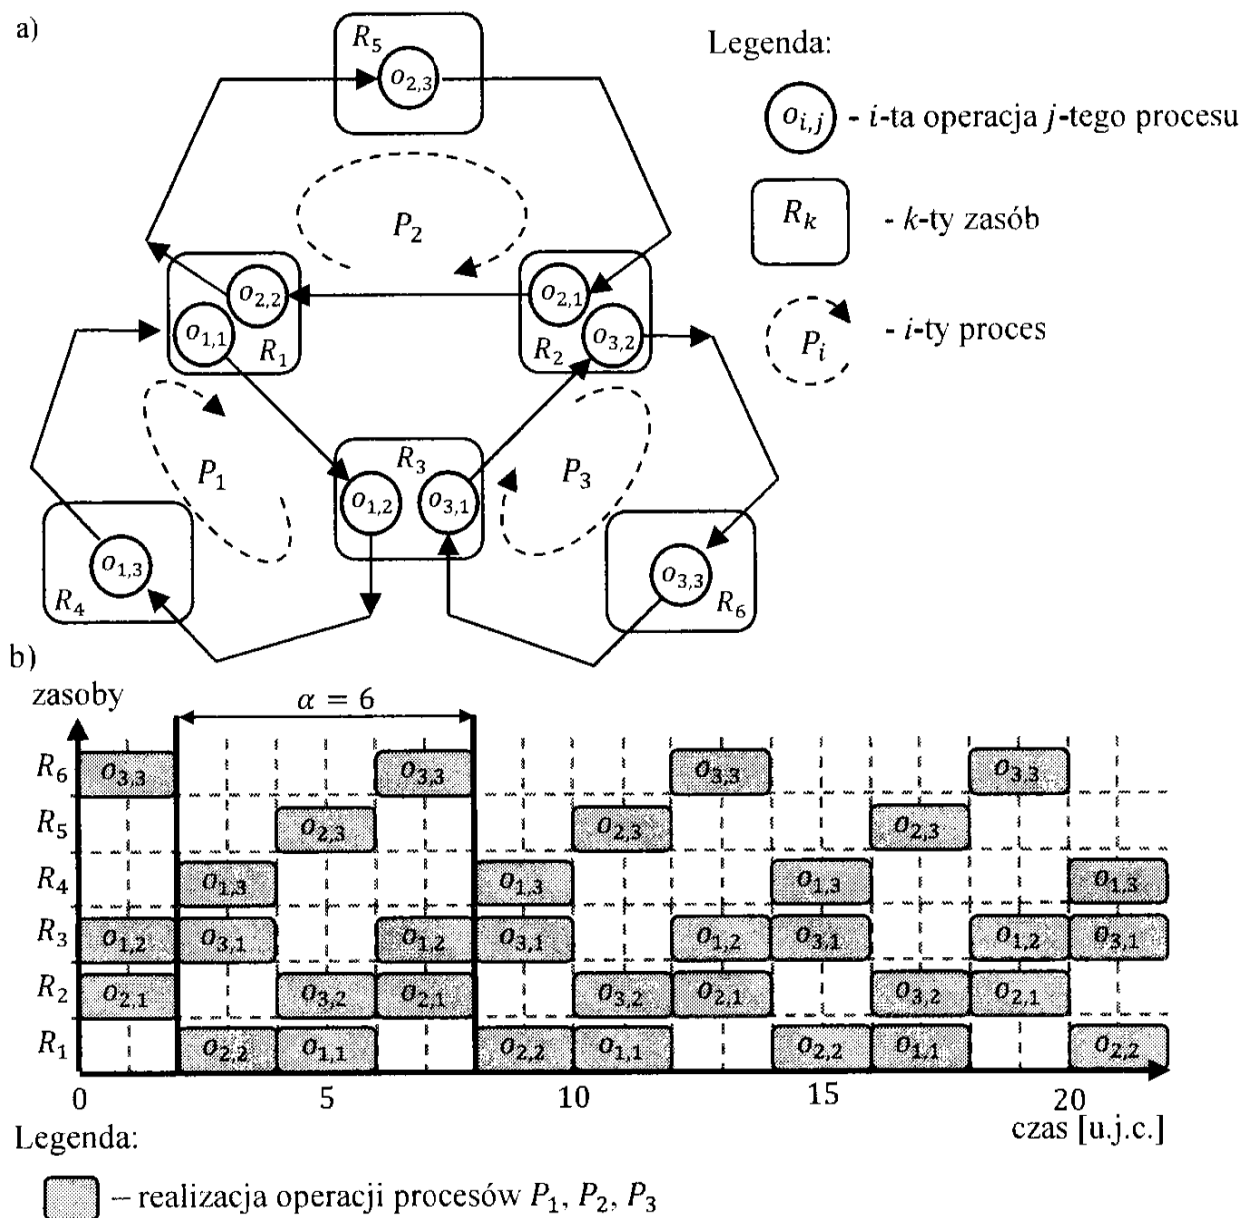 a)
R₅
o₂,₃
Legenda:
oᵢ,ⱼ - i-ta operacja j-tego procesu
Rₖ - k-ty zasób
Pᵢ - i-ty proces
P₂
o₂,₂
o₁,₁
R₁
o₂,₁
o₃,₂
R₂
P₁
R₃
o₁,₂
o₃,₁
P₃
o₁,₃
R₄
o₃,₃
R₆
b)
zasoby
α = 6
R₆ o₃,₃ o₃,₃ o₃,₃ o₃,₃
R₅ o₂,₃ o₂,₃ o₂,₃
R₄ o₁,₃ o₁,₃ o₁,₃ o₁,₃
R₃ o₁,₂ o₃,₁ o₁,₂ o₃,₁ o₁,₂ o₃,₁ o₁,₂ o₃,₁
R₂ o₂,₁ o₃,₂ o₂,₁ o₃,₂ o₂,₁ o₃,₂ o₂,₁
R₁ o₂,₂ o₁,₁ o₂,₂ o₁,₁ o₂,₂ o₁,₁ o₂,₂
0 5 10 15 20
czas [u.j.c.]
Legenda:
– realizacja operacji procesów P₁, P₂, P₃